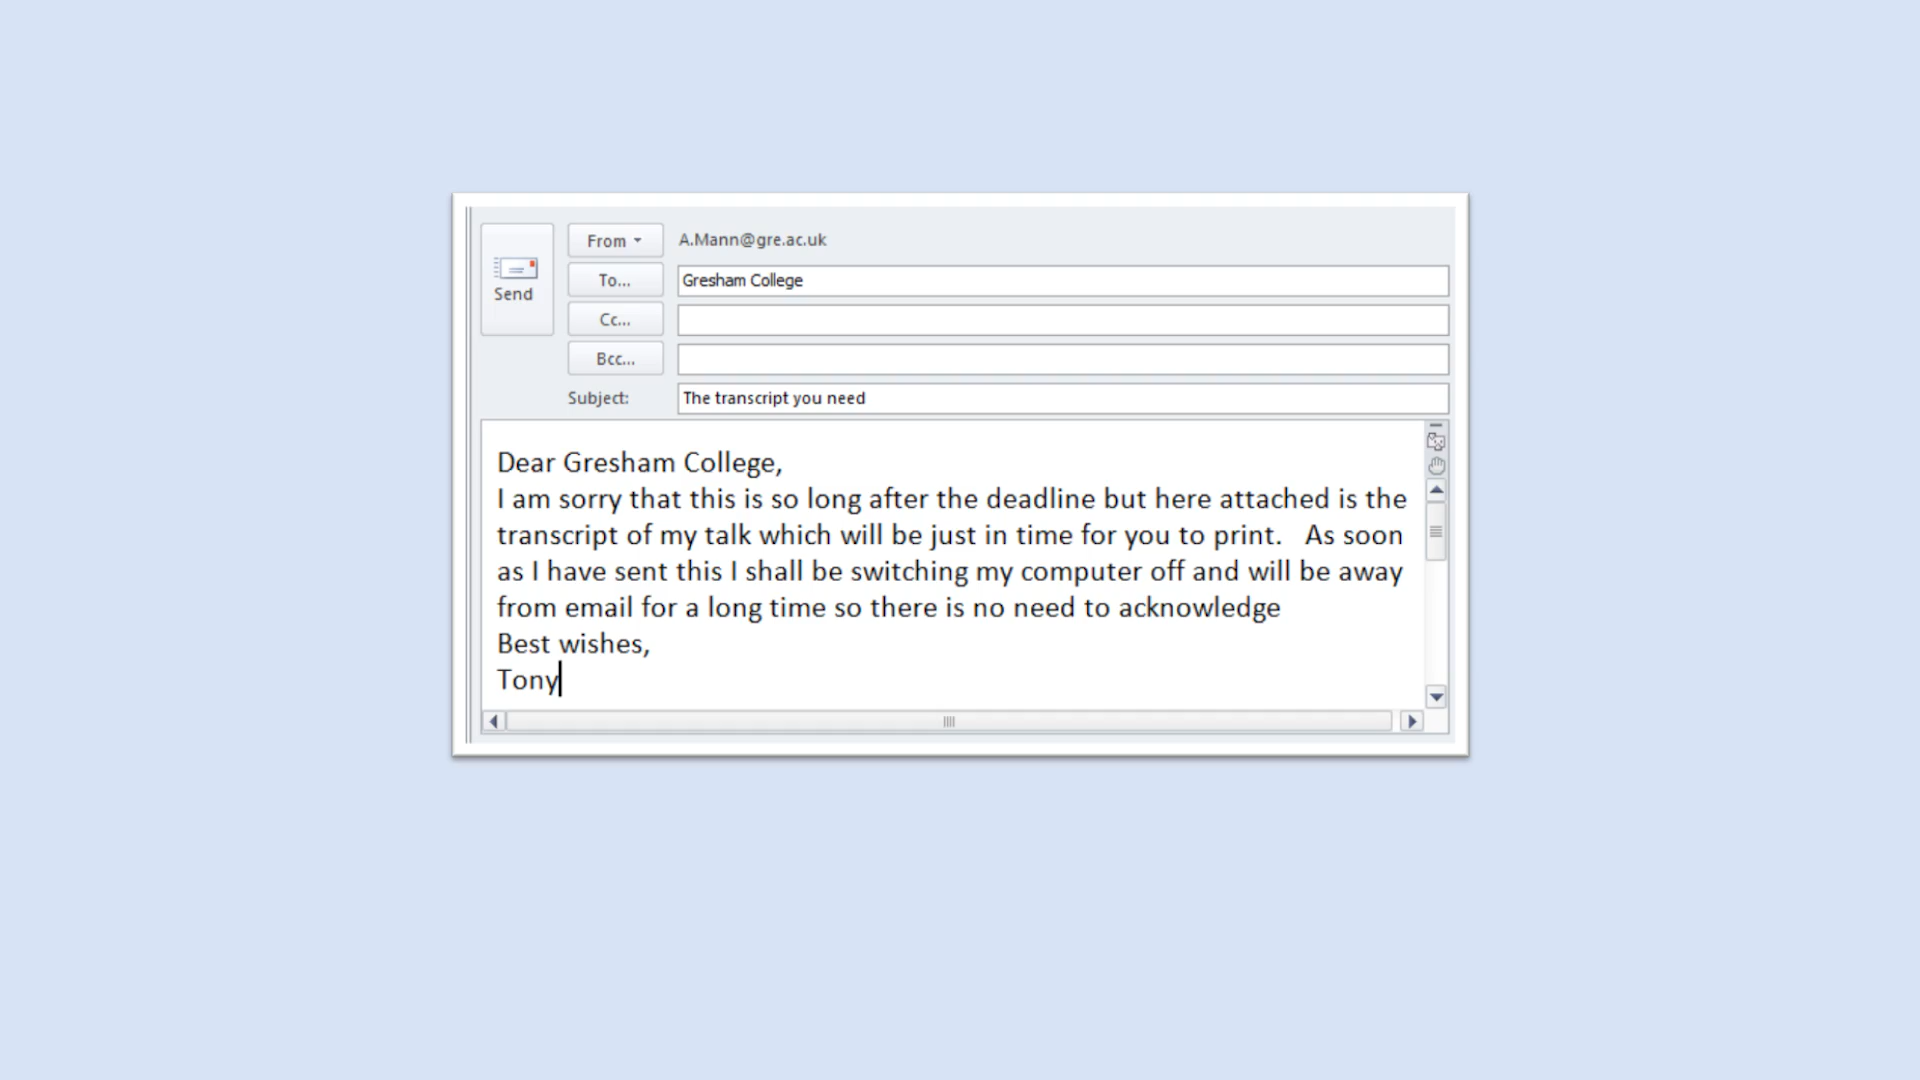 From
A.Mann@gre.ac.uk
To...
Gresham College
Send
Cc...
Bcc...
Subject:
The transcript you need
Dear Gresham College,
I am sorry that this is so long after the deadline but here attached is the
transcript of my talk which will be just in time for you to print.   As soon
as I have sent this I shall be switching my computer off and will be away
from email for a long time so there is no need to acknowledge
Best wishes,
Tony